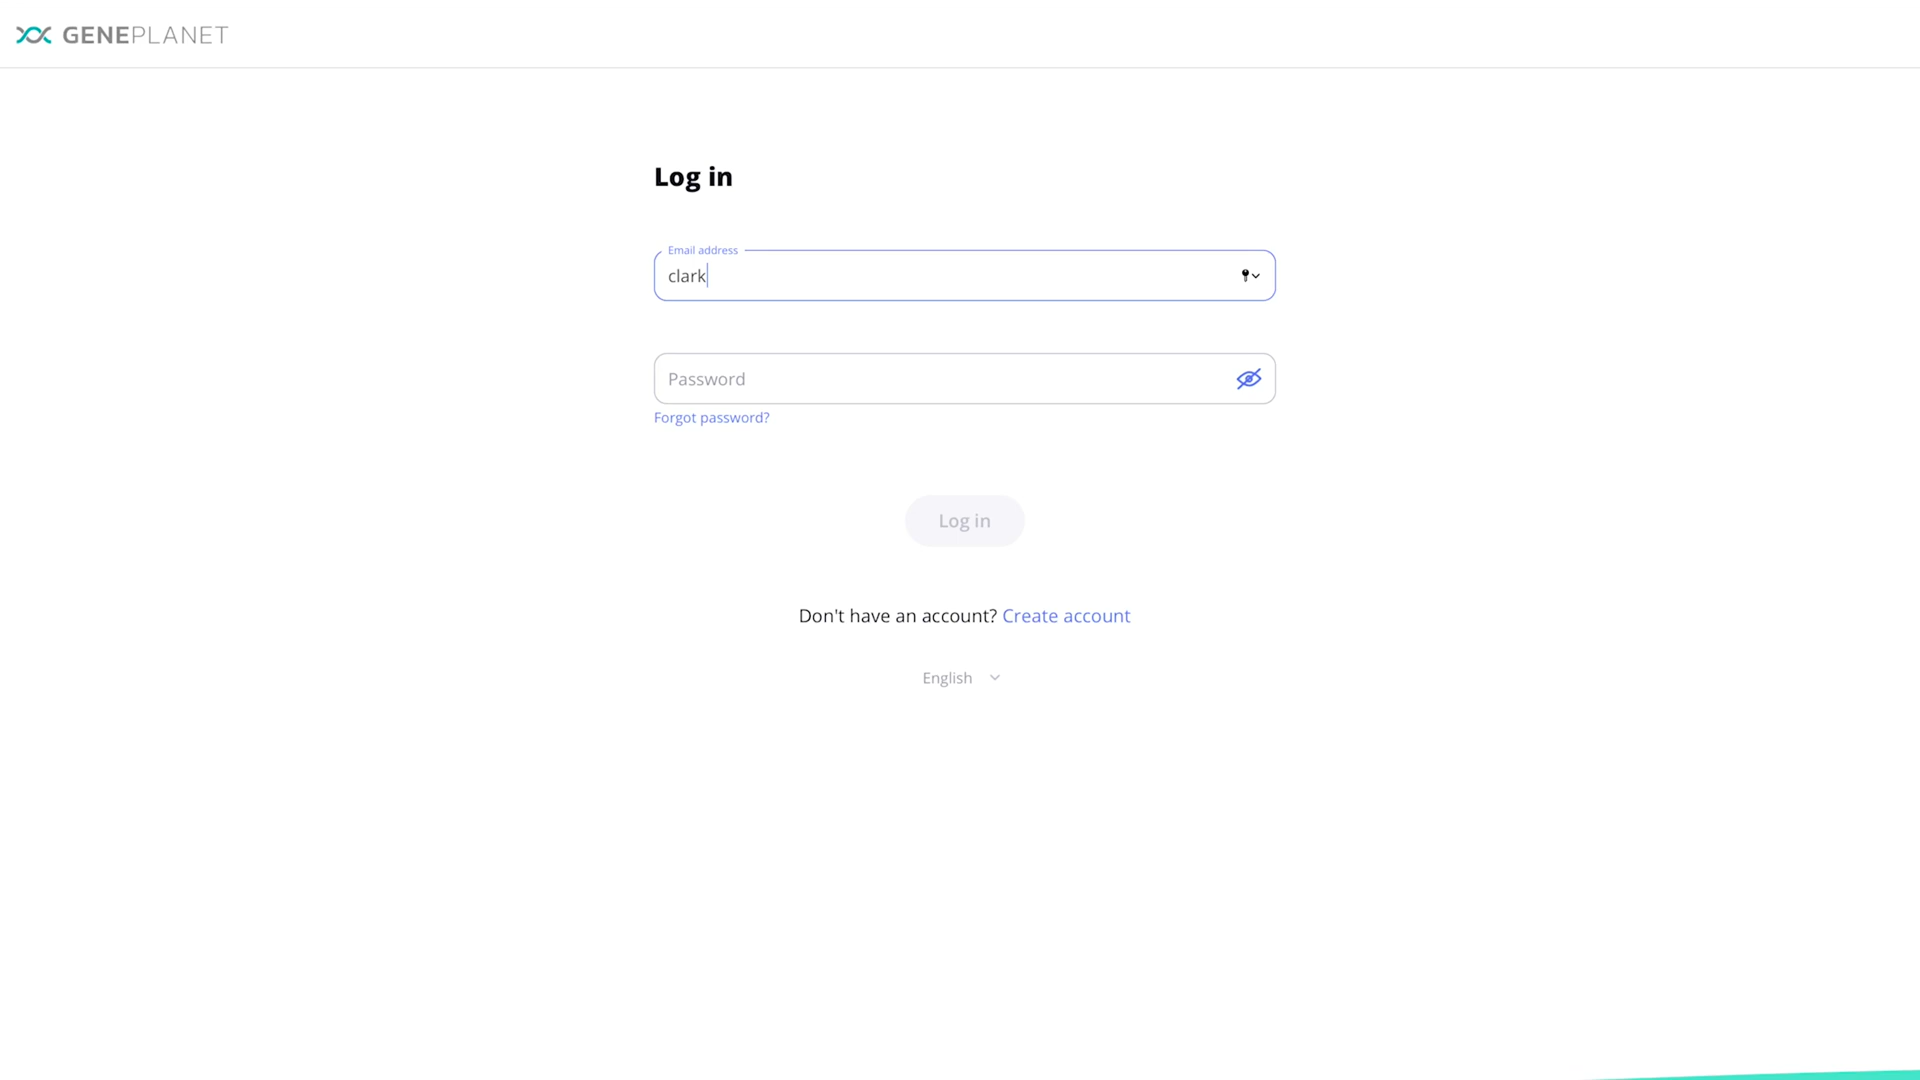 GENEPLANET
Log in
Email address
clark
Password
Forgot password?
Log in
Don't have an account? Create account
English